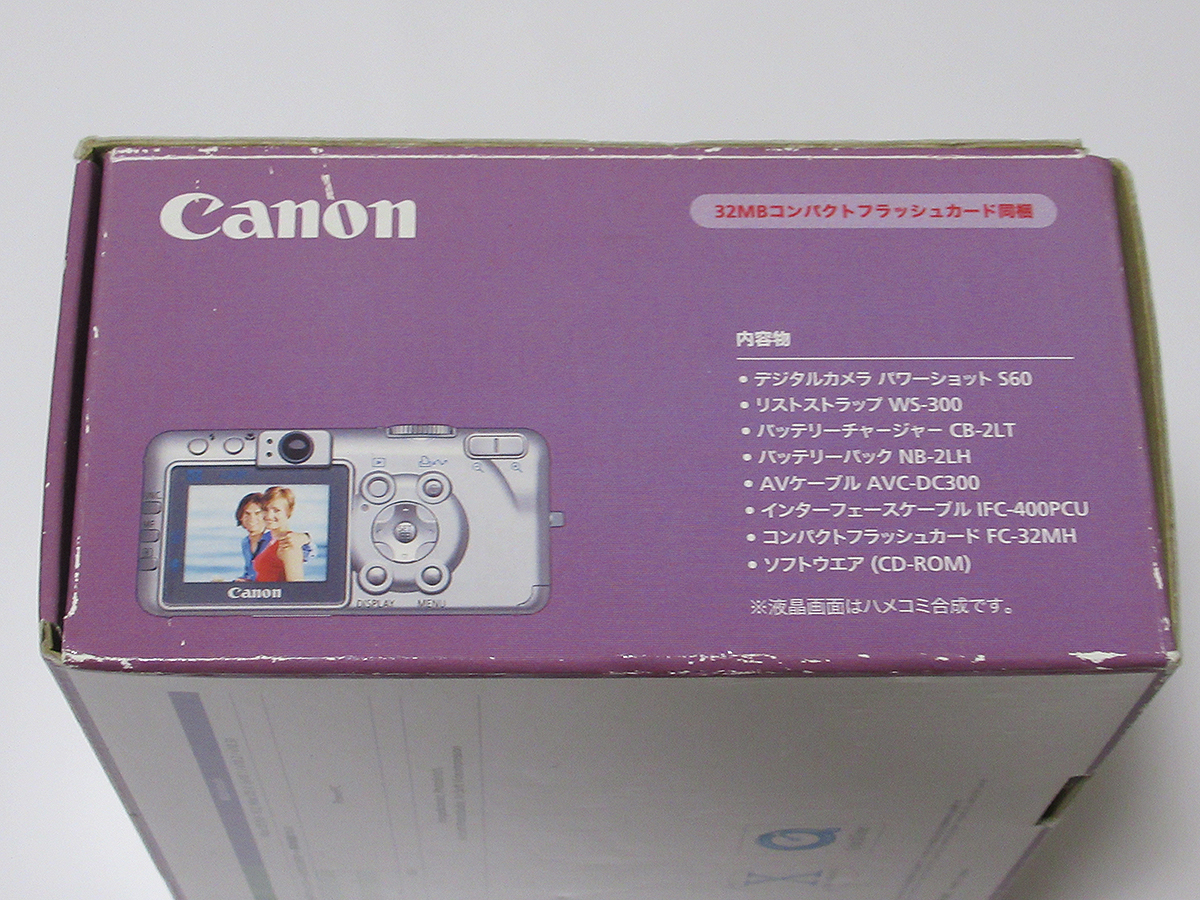 Canon
32MBコンパクトフラッシュカード同梱
内容物
• デジタルカメラ パワーショット S60
• リストストラップ WS-300
• バッテリーチャージャー CB-2LT
• バッテリーパック NB-2LH
• AVケーブル AVC-DC300
• インターフェースケーブル IFC-400PCU
• コンパクトフラッシュカード FC-32MH
• ソフトウエア (CD-ROM)
※液晶画面はハメコミ合成です。
Canon
DISPLAY
MENU